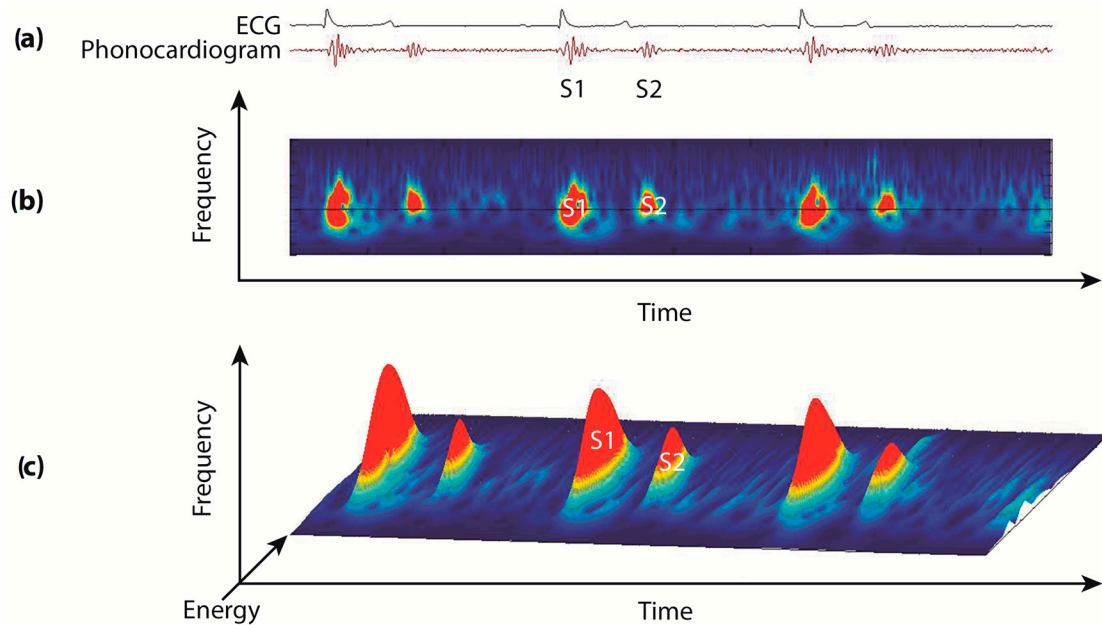 (a)
ECG
Phonocardiogram
S1 S2
(b)
Frequency
S1 S2
Time
(c)
Frequency
S1
S2
Energy
Time